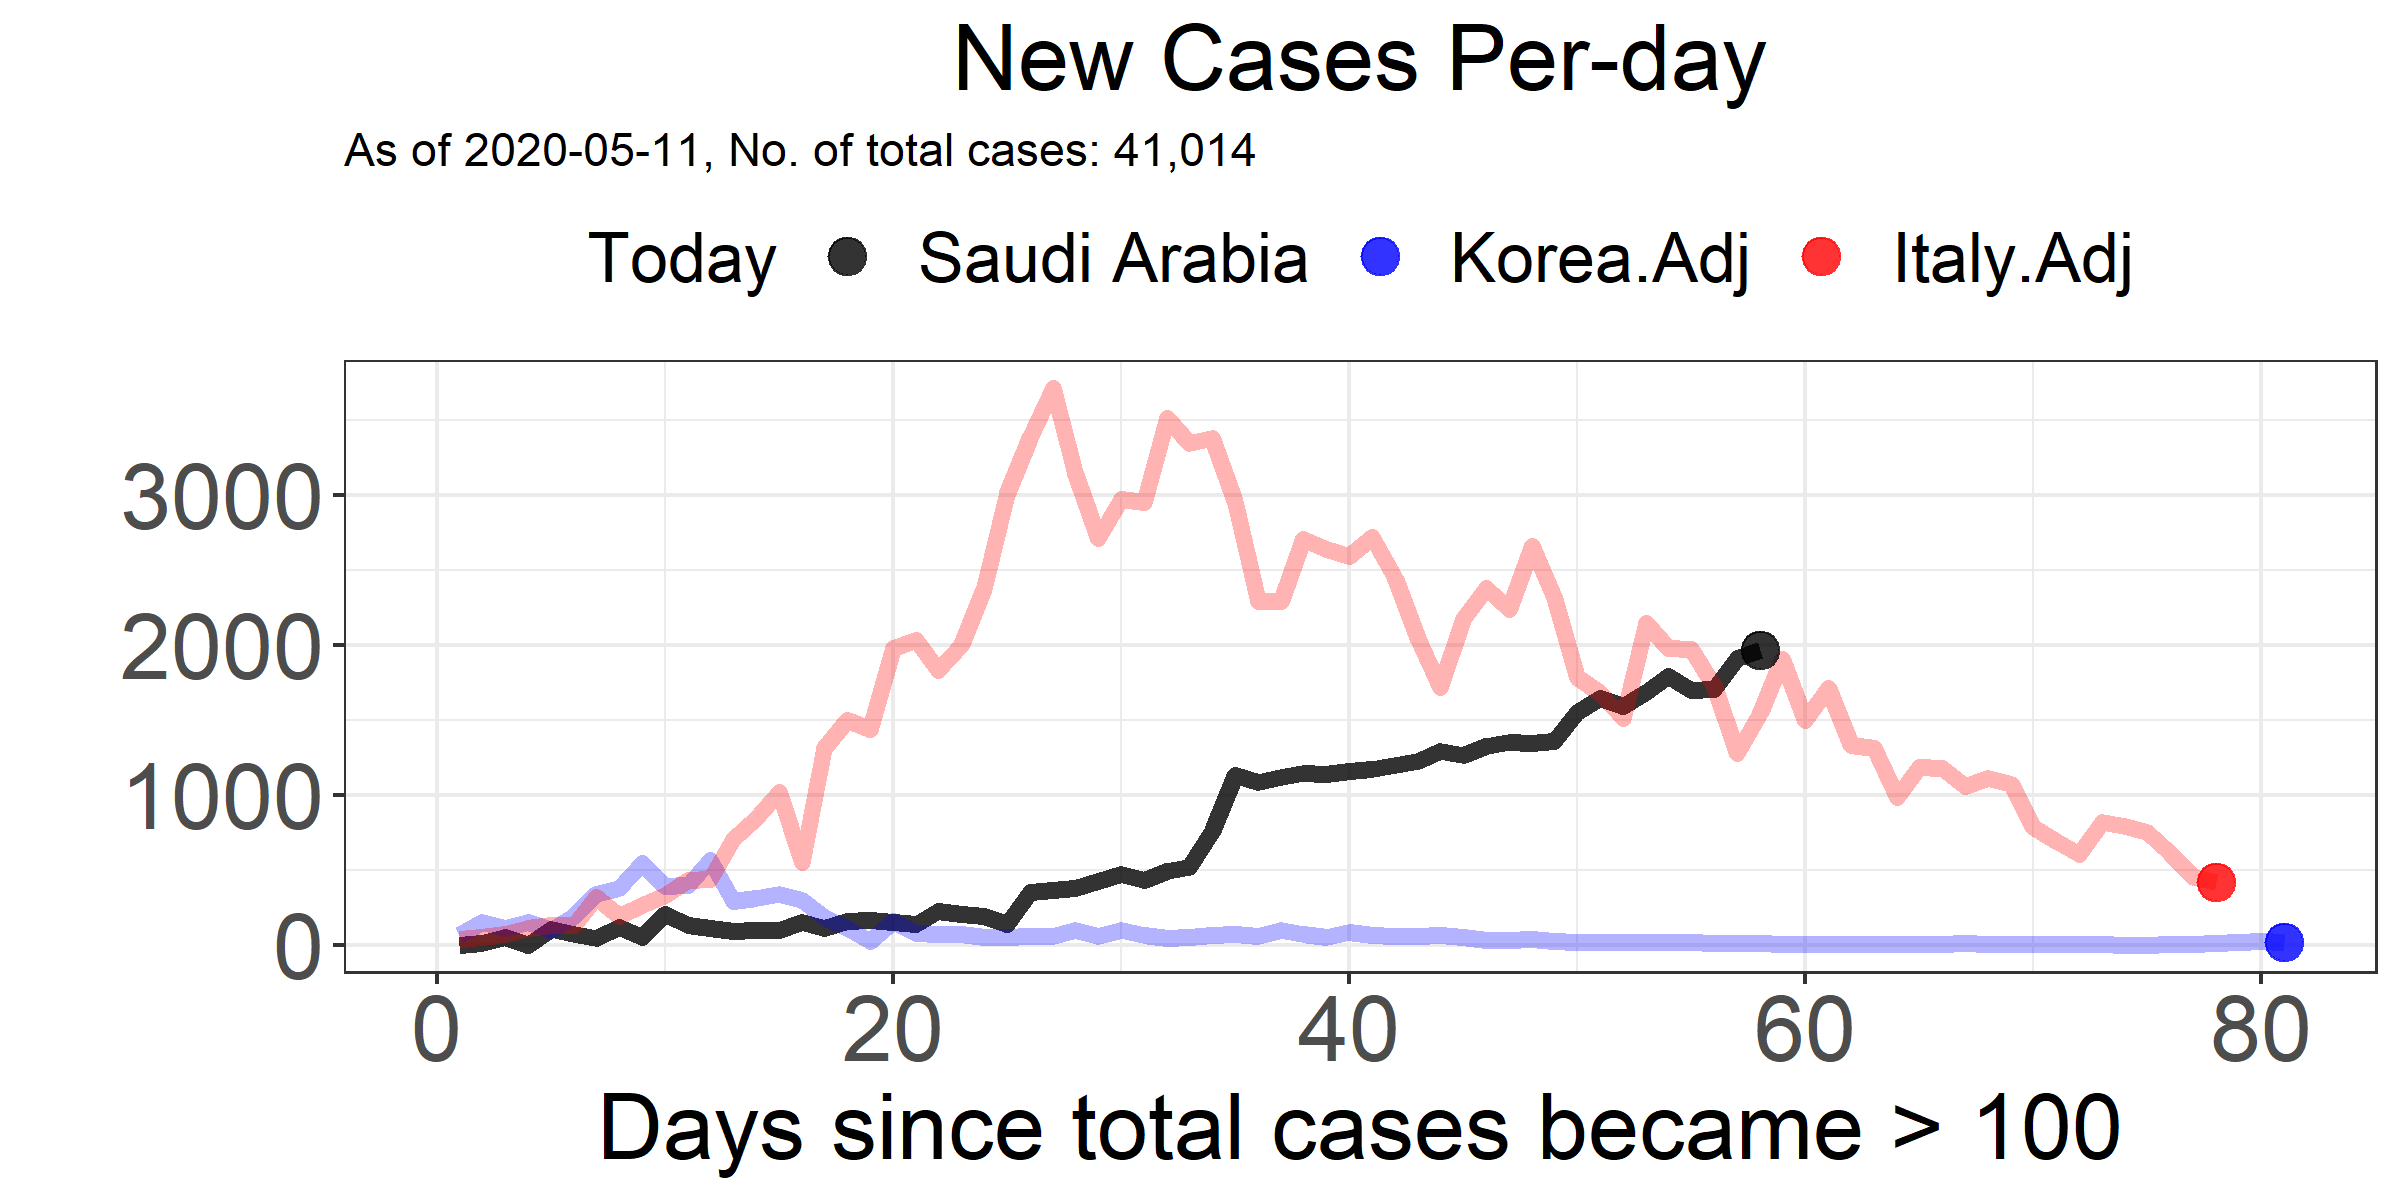 New Cases Per-day
As of 2020-05-11, No. of total cases: 41,014
Today Saudi Arabia Korea.Adj Italy.Adj
3000
2000
1000
0
0 20 40 60 80
Days since total cases became > 100